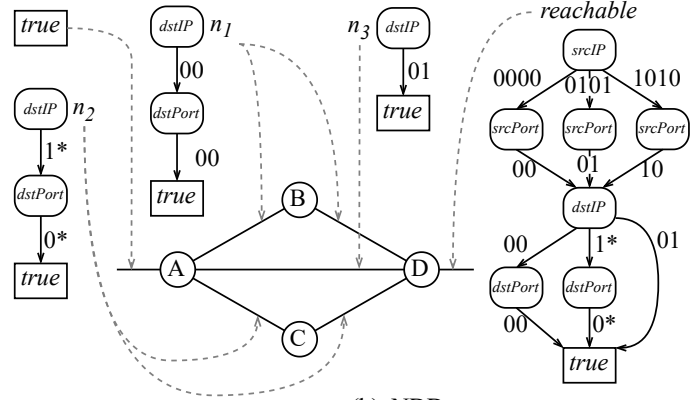 true
dstIP n1
00
dstPort
00
true
n3 dstIP
01
true
reachable
dstIP n2
1*
dstPort
0*
true
srcIP
0000 0101 1010
srcPort srcPort srcPort
00 01 10
dstIP
00 1* 01
dstPort dstPort
00 0*
true
A
B
C
D